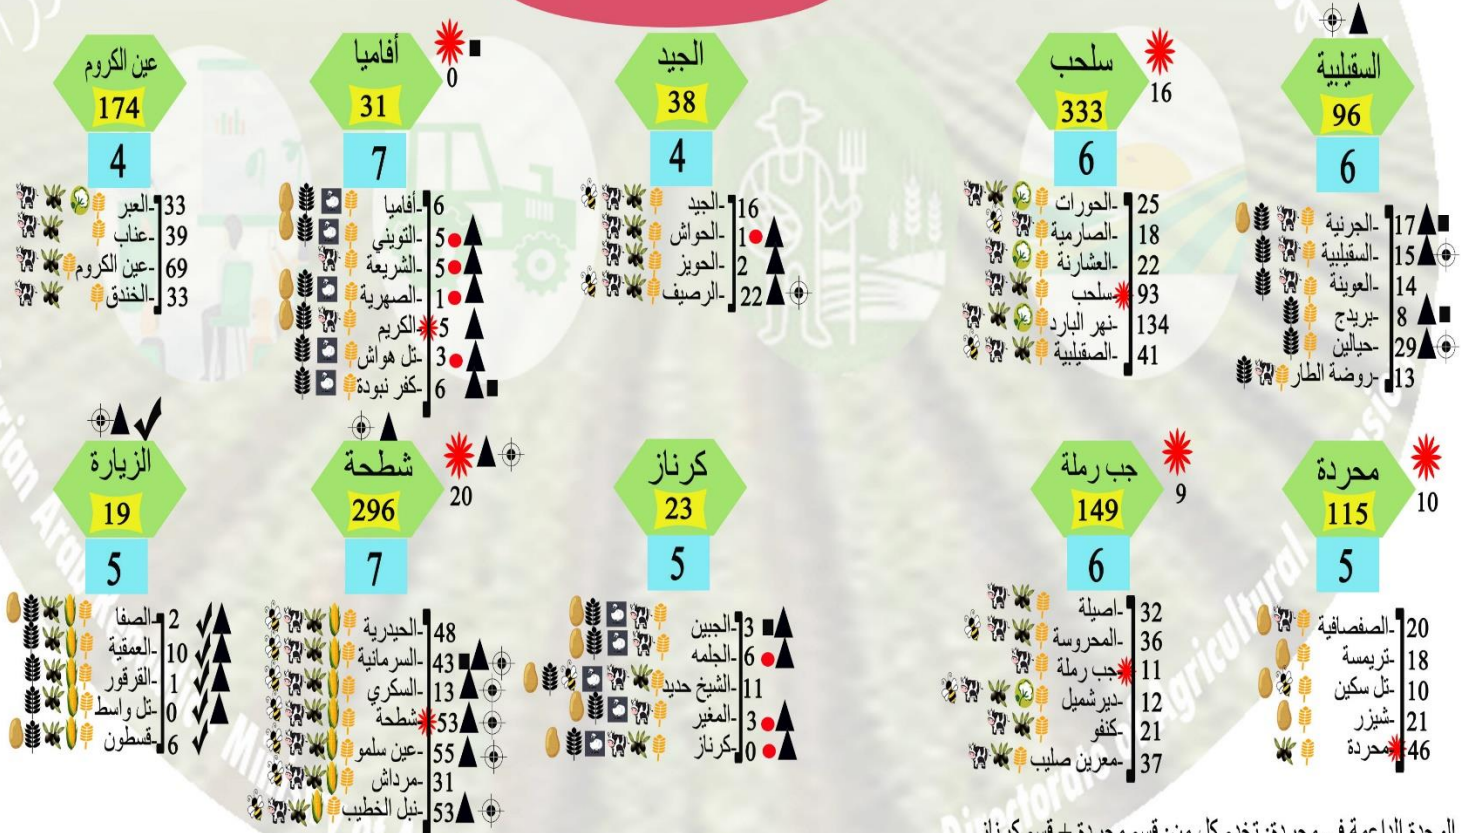 السقيلبية
96
6
17 -الجرنية
15 -السقيلبية
14 -العوينة
8 -بريدج
29 -حيالين
13 -روضة الطار
سلحب
16
333
6
25 -الحورات
18 -الصارمية
22 -العشارنة
93 -سلحب
134 -نهر البارد
41 -الصقيلبية
الجيد
38
4
16 -الجيد
1 -الحواش
2 -الحويز
22 -الرصيف
أفاميا
0
31
7
6 -أفاميا
5 -التويني
5 -الشريعة
1 -الصهرية
5 -الكريم
3 -تل هواش
6 -كفر نبودة
عين الكروم
174
4
33 -العبر
39 -عناب
69 -عين الكروم
33 -الخندق
محردة
10
115
5
20 -الصفصافية
18 -تريمسة
10 -تل سكين
21 -شيزر
46 -محردة
جب رملة
9
149
6
32 -اصيلة
36 -المحروسة
11 -جب رملة
12 -ديرشميل
21 -كنفو
37 -معرين صليب
كرناز
23
5
3 -الجبين
6 -الجلمه
11 -الشيخ حديد
3 -المغير
0 -كرناز
شطحة
20
296
7
48 -الحيدرية
43 -السرمانية
13 -السكري
53 -شطحة
55 -عين سلمو
31 -مرداش
53 -نبل الخطيب
الزيارة
19
5
2 -الصفا
10 -العمقية
1 -القرقور
0 -تل واسط
6 -قسطون
Directorate of Agricultural